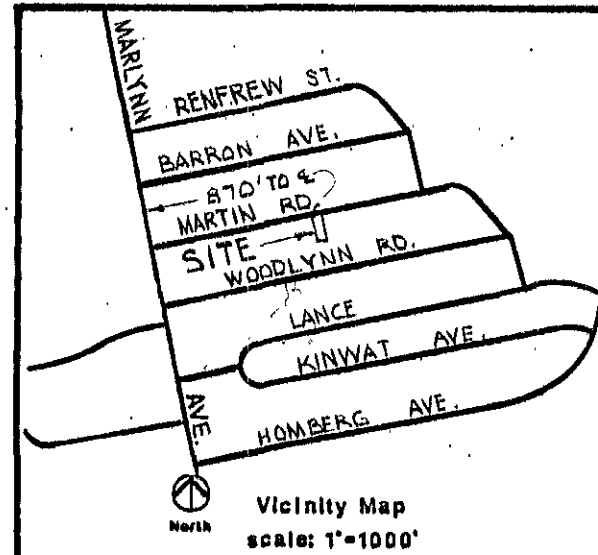 MARLYNN
RENFREW ST.
BARRON AVE.
870' TO ℄
MARTIN RD.
SITE
WOODLYNN RD.
LANCE
KINWAT AVE.
AVE.
HOMBERG AVE.
North
Vicinity Map
scale: 1'=1000'